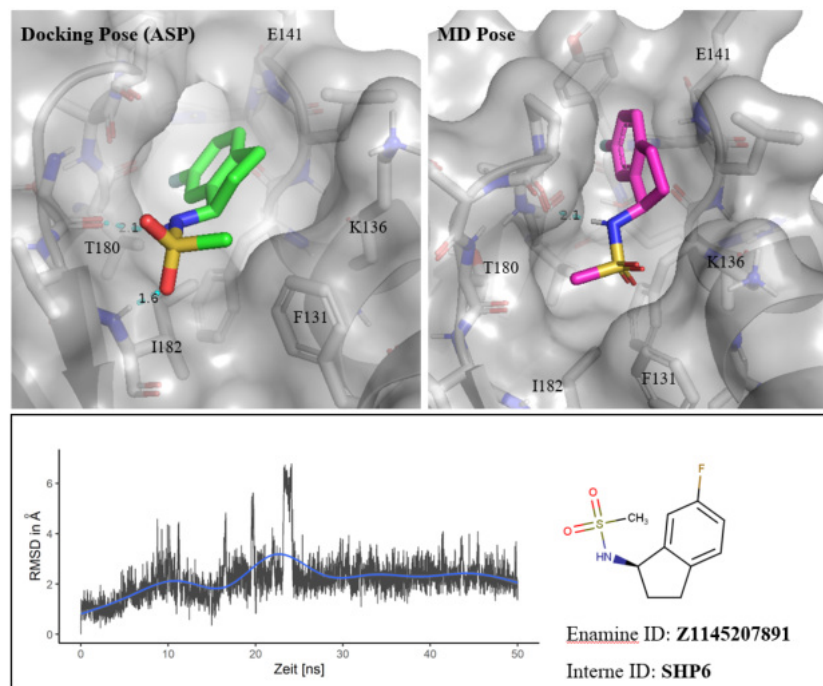 Docking Pose (ASP)
E141
K136
2.1
T180
1.6
F131
I182
MD Pose
E141
2.1
T180
K136
I182
F131
RMSD in Å
6
4
2
0
0
10
20
30
40
50
Zeit [ns]
F
O
O
S
CH3
HN
Enamine ID: Z1145207891
Interne ID: SHP6